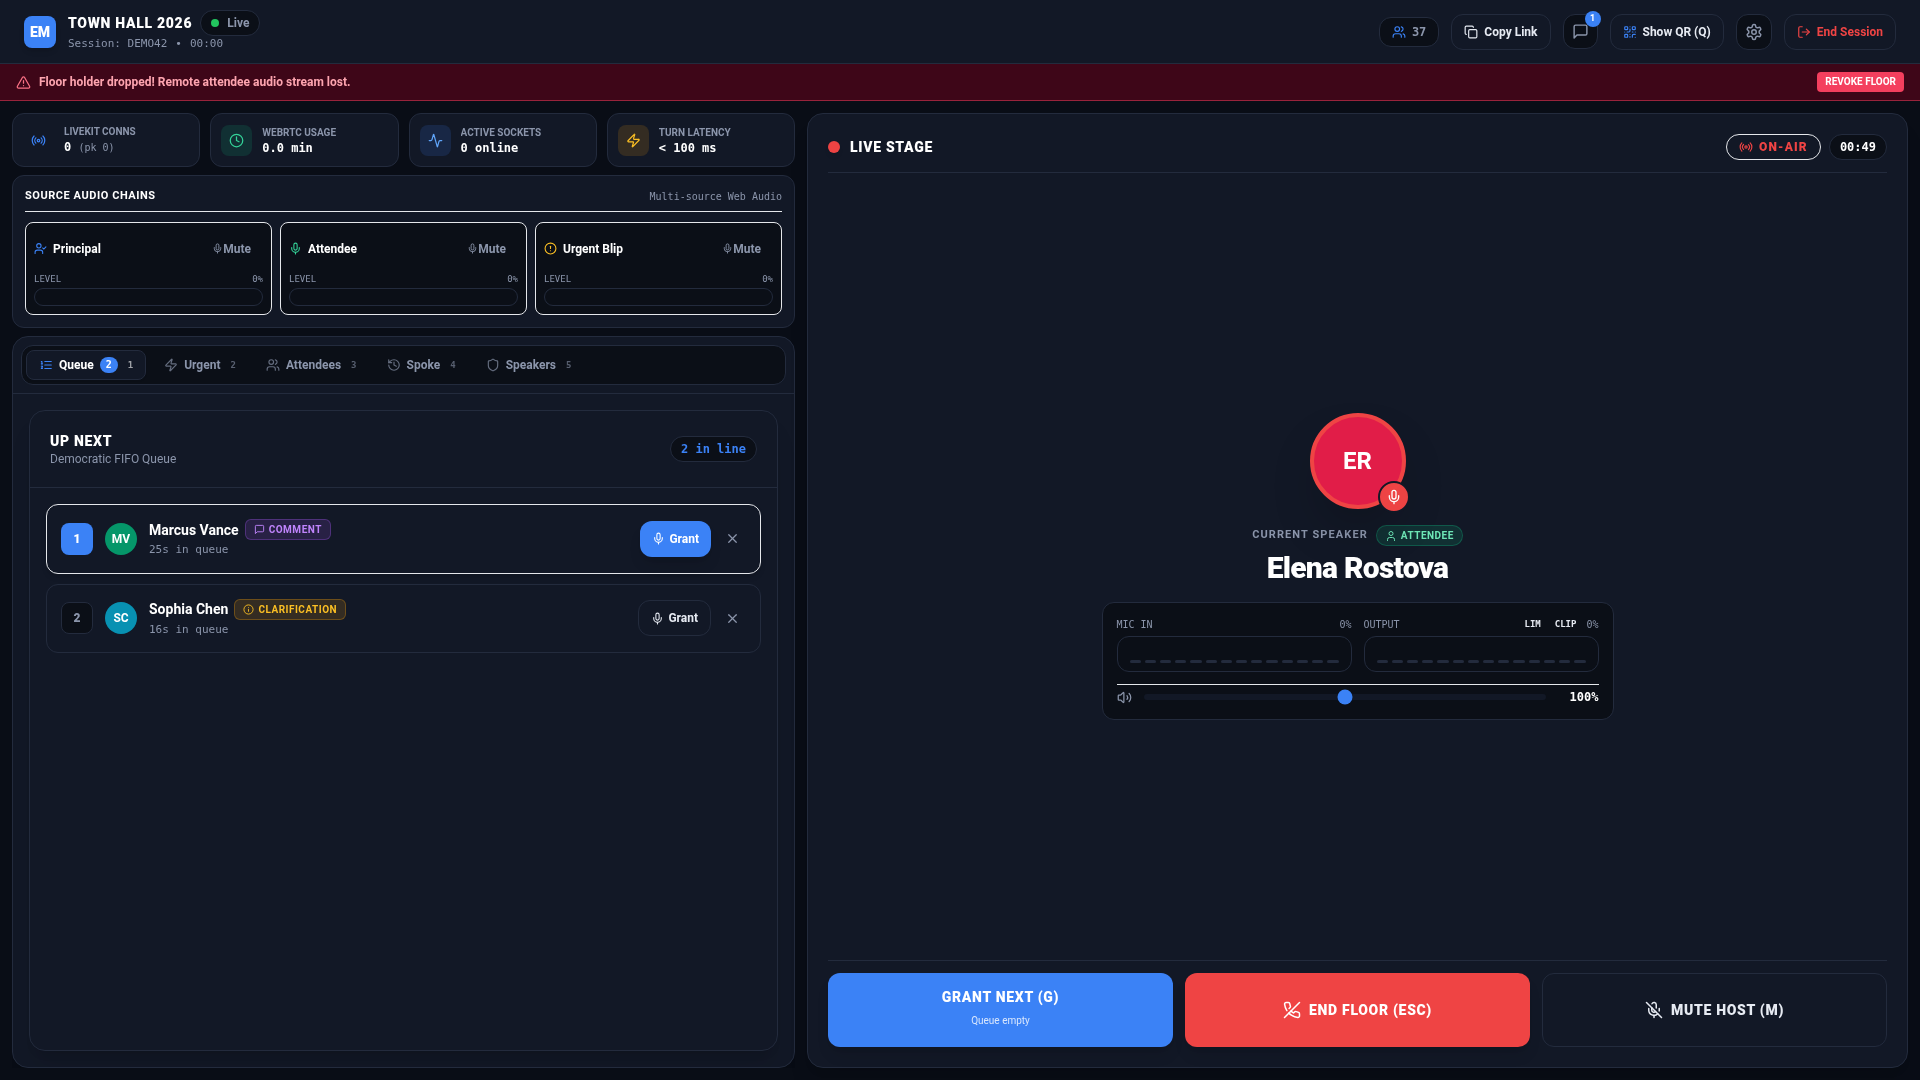 EM
TOWN HALL 2026
Live
Session: DEMO42 • 00:00
37
Copy Link
1
Show QR (Q)
End Session
Floor holder dropped! Remote attendee audio stream lost.
REVOKE FLOOR
LIVEKIT CONNS
0 (pk 0)
WEBRTC USAGE
0.0 min
ACTIVE SOCKETS
0 online
TURN LATENCY
< 100 ms
SOURCE AUDIO CHAINS
Multi-source Web Audio
Principal
Mute
LEVEL
0%
Attendee
Mute
LEVEL
0%
Urgent Blip
Mute
LEVEL
0%
Queue 2 1
Urgent 2
Attendees 3
Spoke 4
Speakers 5
UP NEXT
Democratic FIFO Queue
2 in line
1
MV
Marcus Vance
COMMENT
25s in queue
Grant
2
SC
Sophia Chen
CLARIFICATION
16s in queue
Grant
LIVE STAGE
ON-AIR
00:49
ER
CURRENT SPEAKER
ATTENDEE
Elena Rostova
MIC IN
0%
OUTPUT
LIM
CLIP
0%
100%
GRANT NEXT (G)
Queue empty
END FLOOR (ESC)
MUTE HOST (M)